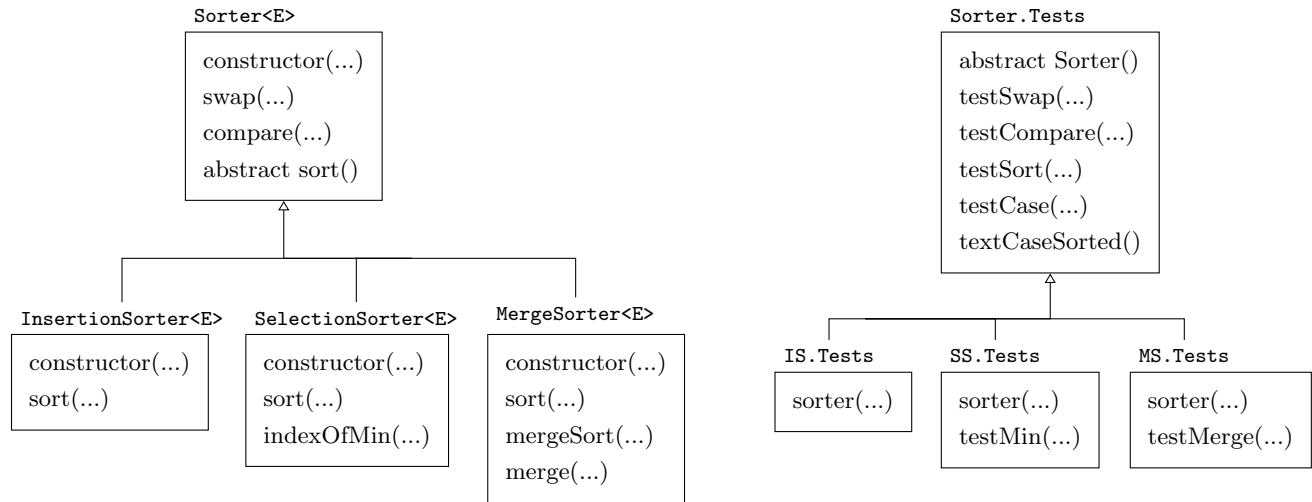 Sorter<E>
constructor(...)
swap(...)
compare(...)
abstract sort()
InsertionSorter<E>
constructor(...)
sort(...)
SelectionSorter<E>
constructor(...)
sort(...)
indexOfMin(...)
MergeSorter<E>
constructor(...)
sort(...)
mergeSort(...)
merge(...)
Sorter.Tests
abstract Sorter()
testSwap(...)
testCompare(...)
testSort(...)
testCase(...)
textCaseSorted()
IS.Tests
sorter(...)
SS.Tests
sorter(...)
testMin(...)
MS.Tests
sorter(...)
testMerge(...)